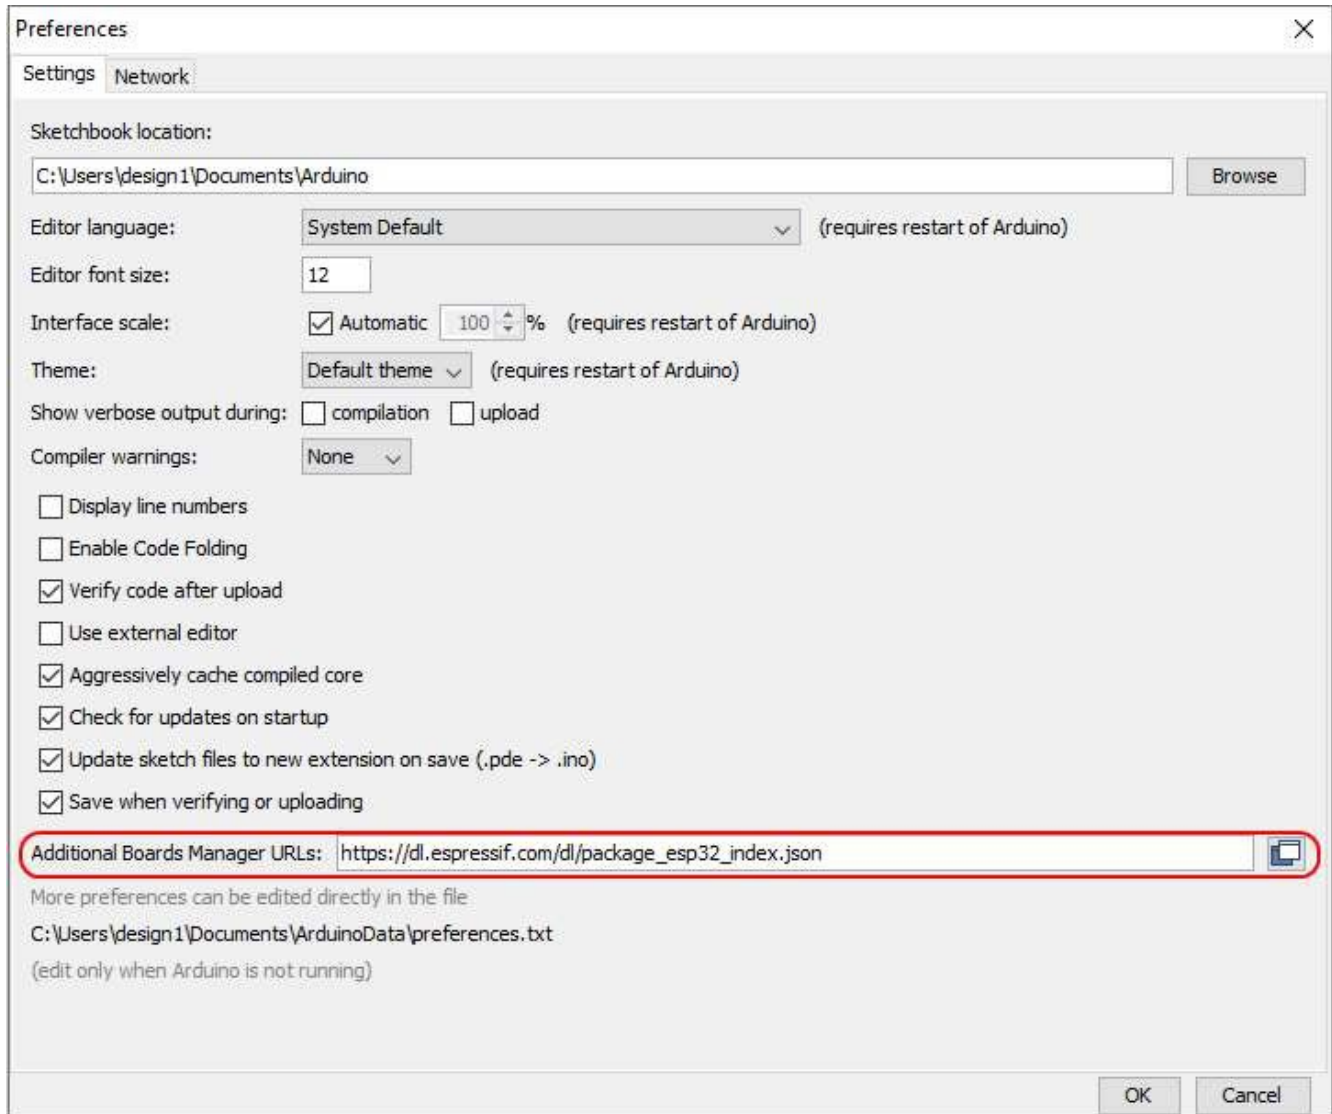 Preferences
Settings Network
Sketchbook location:
C:\Users\design1\Documents\Arduino Browse
Editor language: System Default (requires restart of Arduino)
Editor font size: 12
Interface scale: Automatic 100 % (requires restart of Arduino)
Theme: Default theme (requires restart of Arduino)
Show verbose output during: compilation upload
Compiler warnings: None
Display line numbers
Enable Code Folding
Verify code after upload
Use external editor
Aggressively cache compiled core
Check for updates on startup
Update sketch files to new extension on save (.pde -> .ino)
Save when verifying or uploading
Additional Boards Manager URLs: https://dl.espressif.com/dl/package_esp32_index.json
More preferences can be edited directly in the file
C:\Users\design1\Documents\ArduinoData\preferences.txt
(edit only when Arduino is not running)
OK Cancel